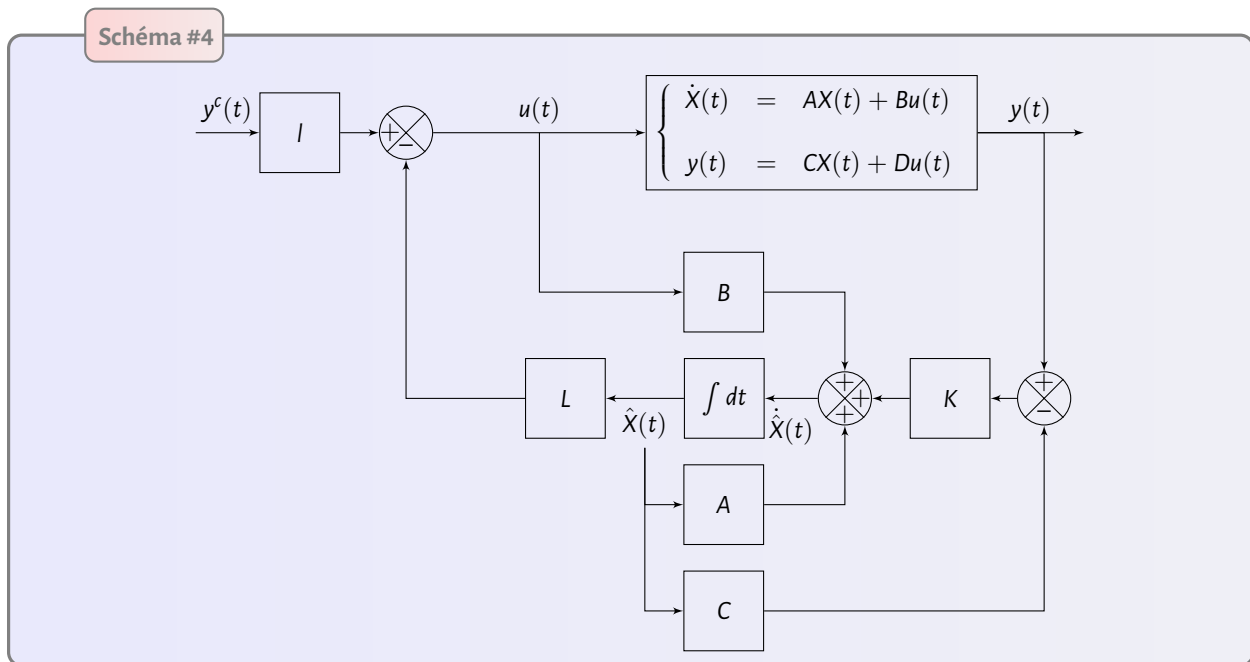 Schéma #4
y^c(t)
l
+
−
u(t)
Ẋ(t) = AX(t) + Bu(t)
y(t) = CX(t) + Du(t)
y(t)
B
L
X̂(t)
∫ dt
X̂̇(t)
+
+
+
K
+
−
A
C